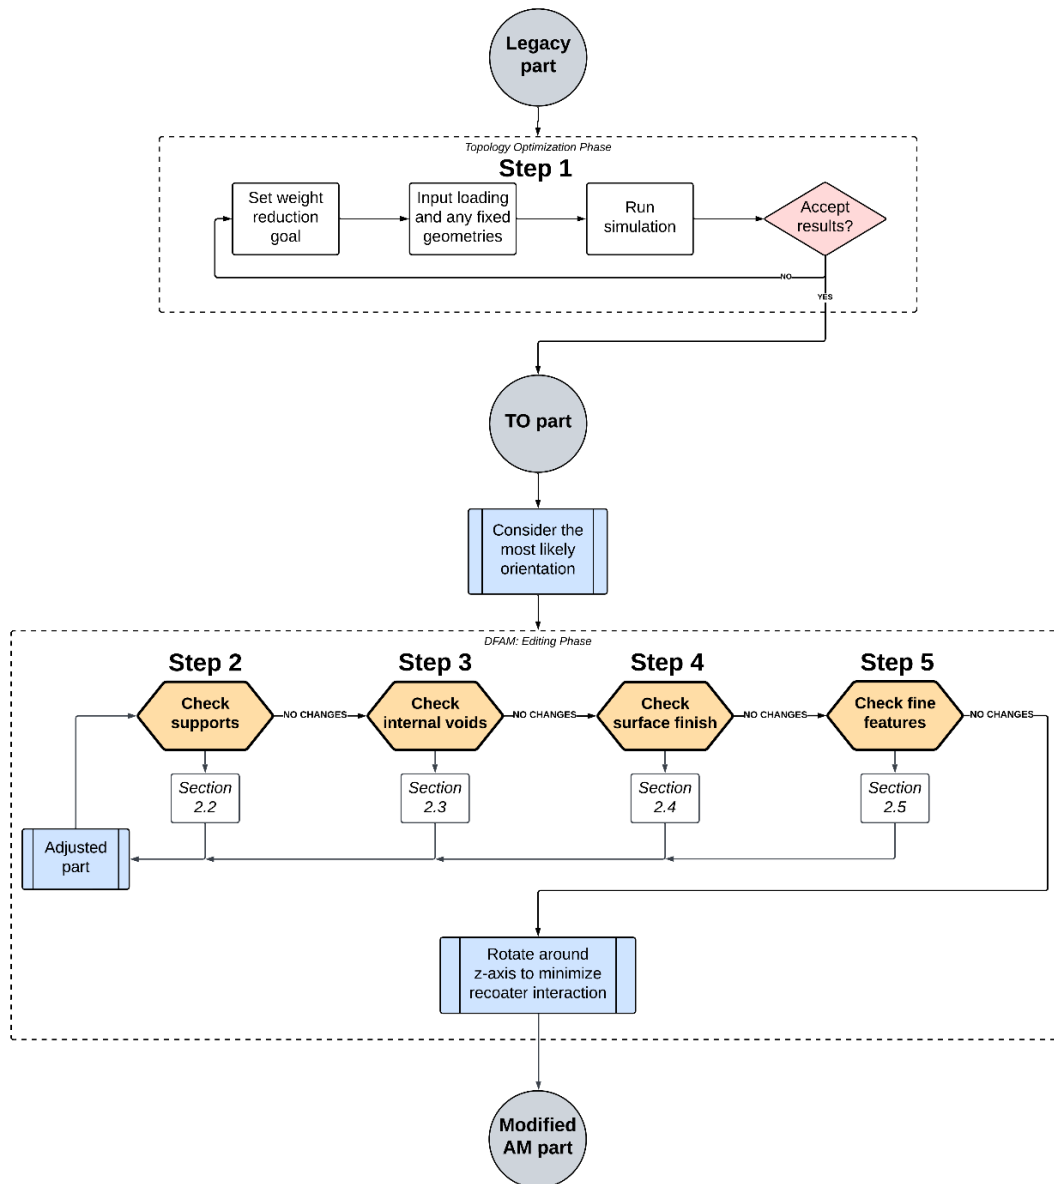 Legacy
part
Topology Optimization Phase
Step 1
Set weight
reduction
goal
Input loading
and any fixed
geometries
Run
simulation
Accept
results?
NO
YES
TO part
Consider the
most likely
orientation
DFAM: Editing Phase
Step 2
Step 3
Step 4
Step 5
Check
supports
NO CHANGES
Check
internal voids
NO CHANGES
Check
surface finish
NO CHANGES
Check fine
features
NO CHANGES
Section
2.2
Section
2.3
Section
2.4
Section
2.5
Adjusted
part
Rotate around
z-axis to minimize
recoater interaction
Modified
AM part